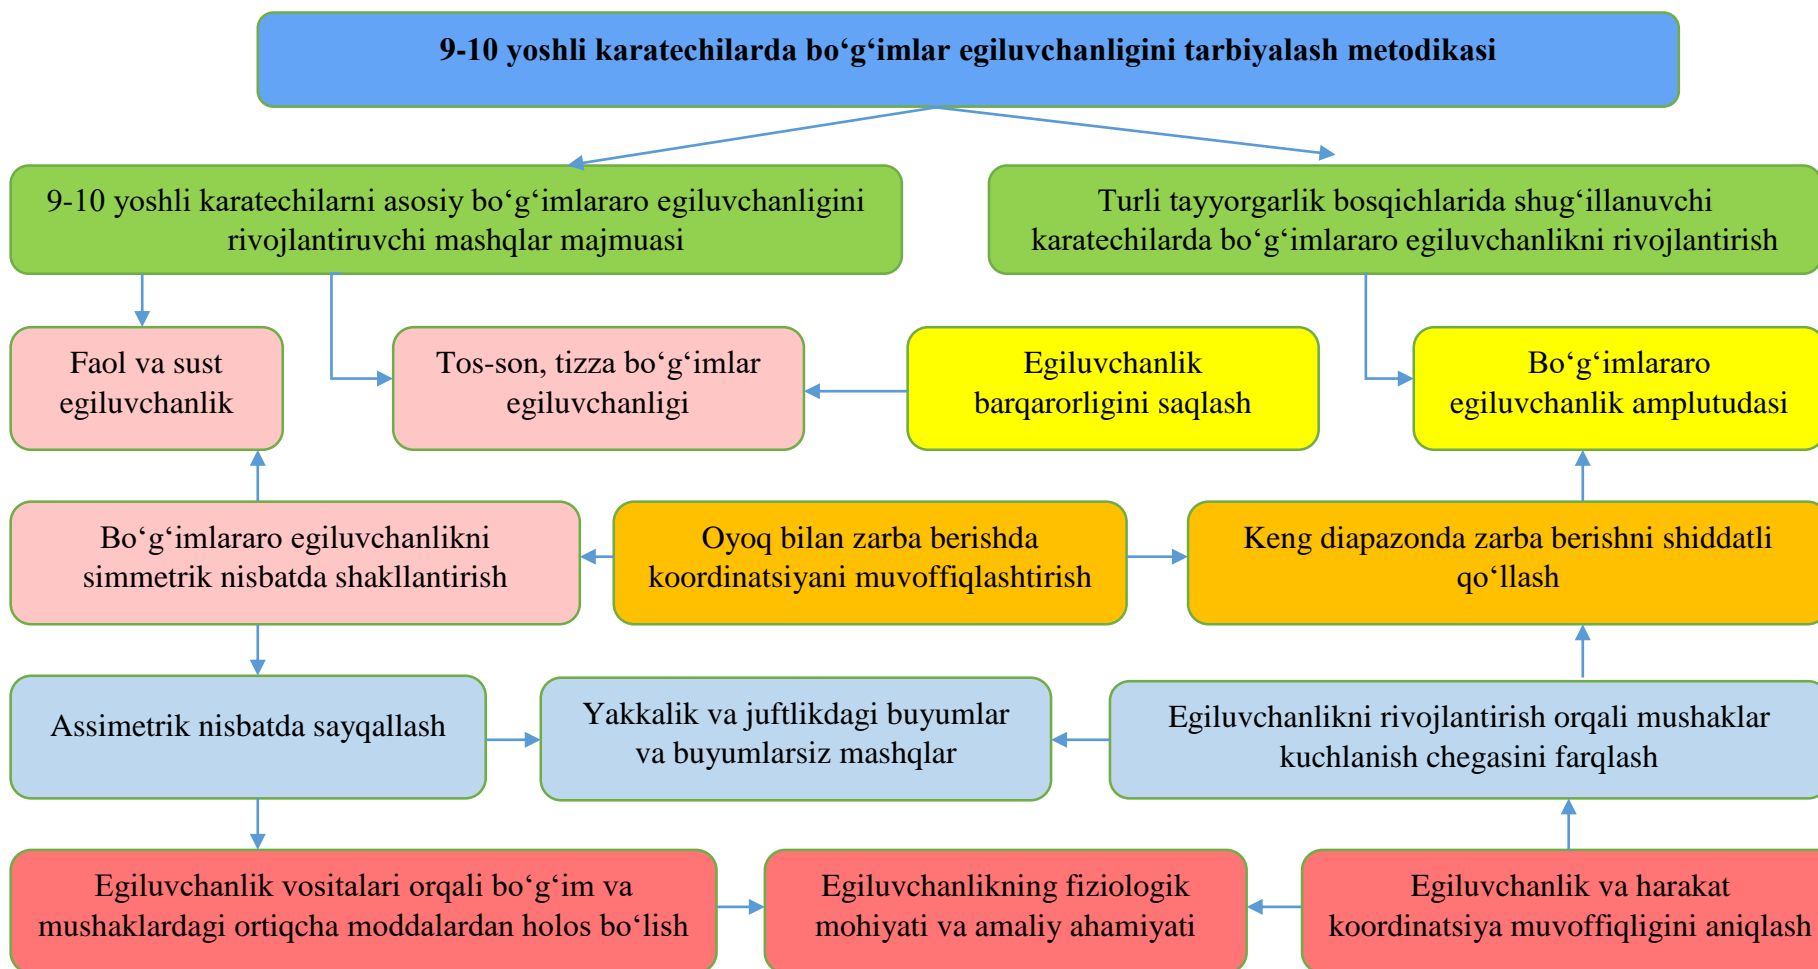 9-10 yoshli karatechilarda bo‘g‘imlar egiluvchanligini tarbiyalash metodikasi
9-10 yoshli karatechilarni asosiy bo‘g‘imlararo egiluvchanligini
rivojlantiruvchi mashqlar majmuasi
Turli tayyorgarlik bosqichlarida shug‘illanuvchi
karatechilarda bo‘g‘imlararo egiluvchanlikni rivojlantirish
Faol va sust
egiluvchanlik
Tos-son, tizza bo‘g‘imlar
egiluvchanligi
Egiluvchanlik
barqarorligini saqlash
Bo‘g‘imlararo
egiluvchanlik amplutudasi
Bo‘g‘imlararo egiluvchanlikni
simmetrik nisbatda shakllantirish
Oyoq bilan zarba berishda
koordinatsiyani muvoffiqlashtirish
Keng diapazonda zarba berishni shiddatli
qo‘llash
Assimetrik nisbatda sayqallash
Yakkalik va juftlikdagi buyumlar
va buyumlarsiz mashqlar
Egiluvchanlikni rivojlantirish orqali mushaklar
kuchlanish chegasini farqlash
Egiluvchanlik vositalari orqali bo‘g‘im va
mushaklardagi ortiqcha moddalardan holos bo‘lish
Egiluvchanlikning fiziologik
mohiyati va amaliy ahamiyati
Egiluvchanlik va harakat
koordinatsiya muvoffiqligini aniqlash